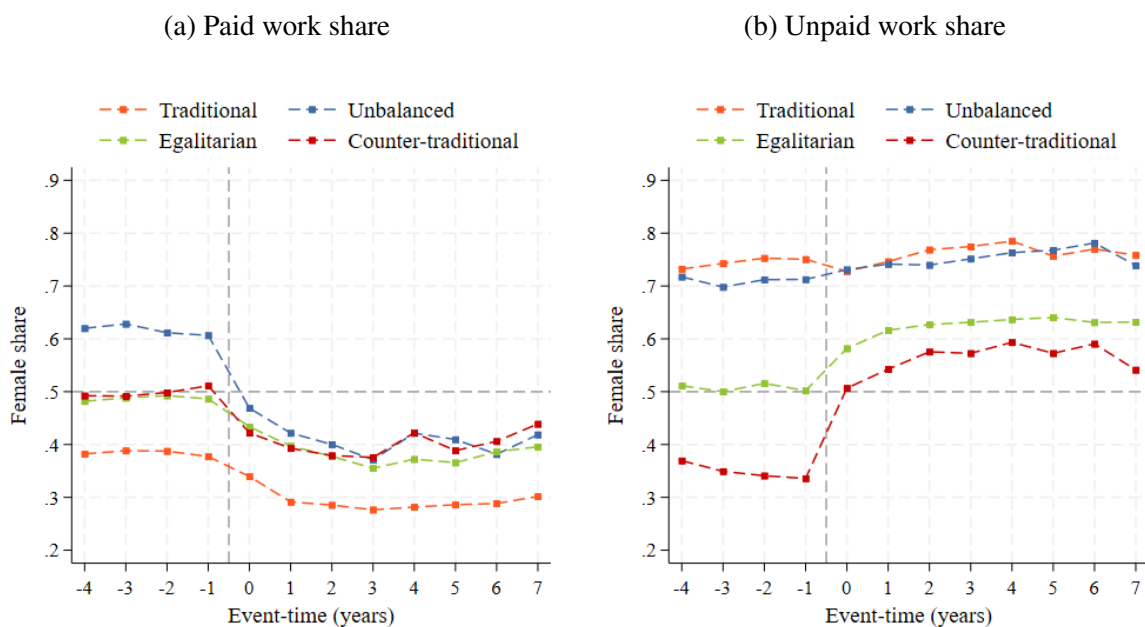 (a) Paid work share
Traditional Unbalanced
Egalitarian Counter-traditional
Female share
.9
.8
.7
.6
.5
.4
.3
.2
-4 -3 -2 -1 0 1 2 3 4 5 6 7
Event-time (years)
(b) Unpaid work share
Traditional Unbalanced
Egalitarian Counter-traditional
Female share
.9
.8
.7
.6
.5
.4
.3
.2
-4 -3 -2 -1 0 1 2 3 4 5 6 7
Event-time (years)